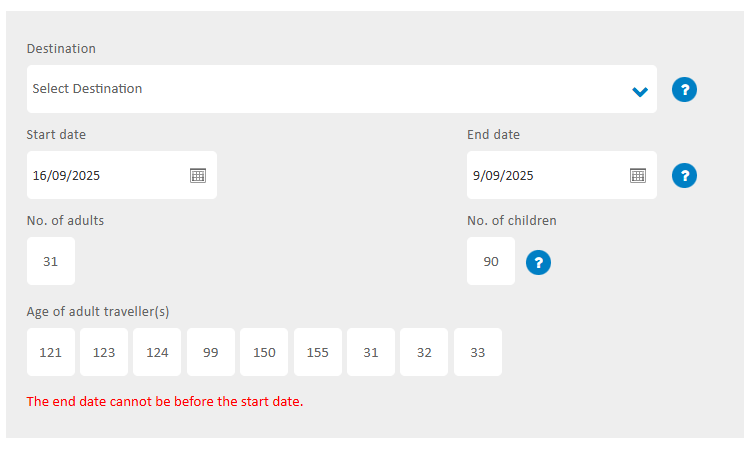 Destination
Select Destination ?
Start date End date
16/09/2025 9/09/2025 ?
No. of adults No. of children
31 90 ?
Age of adult traveller(s)
121 123 124 99 150 155 31 32 33
The end date cannot be before the start date.